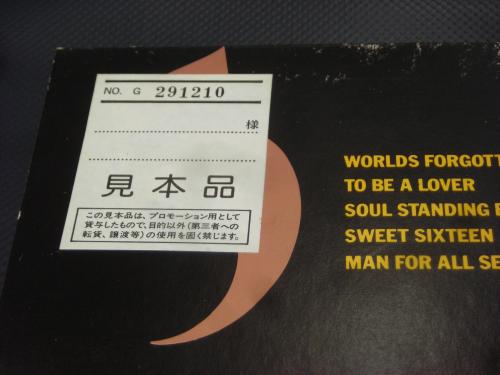 NO. G 291210
様
見本品
この見本品は、プロモーション用として
貸与したもので、目的以外(第三者への
転貸、譲渡等)の使用を固く禁じます。
WORLDS FORGOTT
TO BE A LOVER
SOUL STANDING
SWEET SIXTEEN
MAN FOR ALL SE